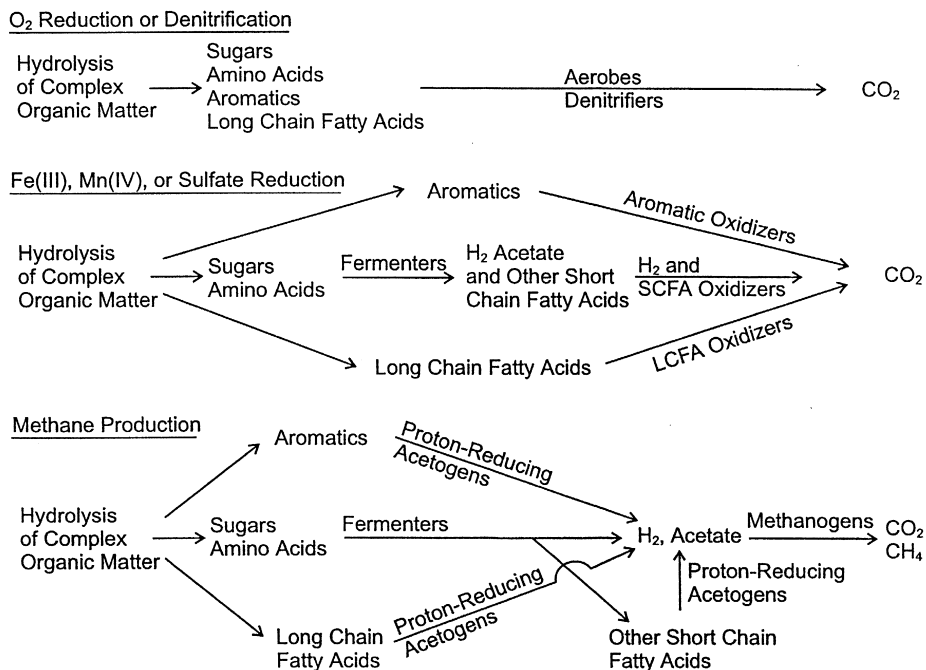 O₂ Reduction or Denitrification
Hydrolysis
of Complex
Organic Matter
Sugars
Amino Acids
Aromatics
Long Chain Fatty Acids
Aerobes
Denitrifiers
CO₂
Fe(III), Mn(IV), or Sulfate Reduction
Hydrolysis
of Complex
Organic Matter
Aromatics
Aromatic Oxidizers
Sugars
Amino Acids
Fermenters
H₂ Acetate
and Other Short
Chain Fatty Acids
H₂ and
SCFA Oxidizers
CO₂
Long Chain Fatty Acids
LCFA Oxidizers
Methane Production
Hydrolysis
of Complex
Organic Matter
Aromatics
Proton-Reducing
Acetogens
Sugars
Amino Acids
Fermenters
H₂, Acetate
Methanogens
CO₂
CH₄
Long Chain
Fatty Acids
Proton-Reducing
Acetogens
Proton-Reducing
Acetogens
Other Short Chain
Fatty Acids